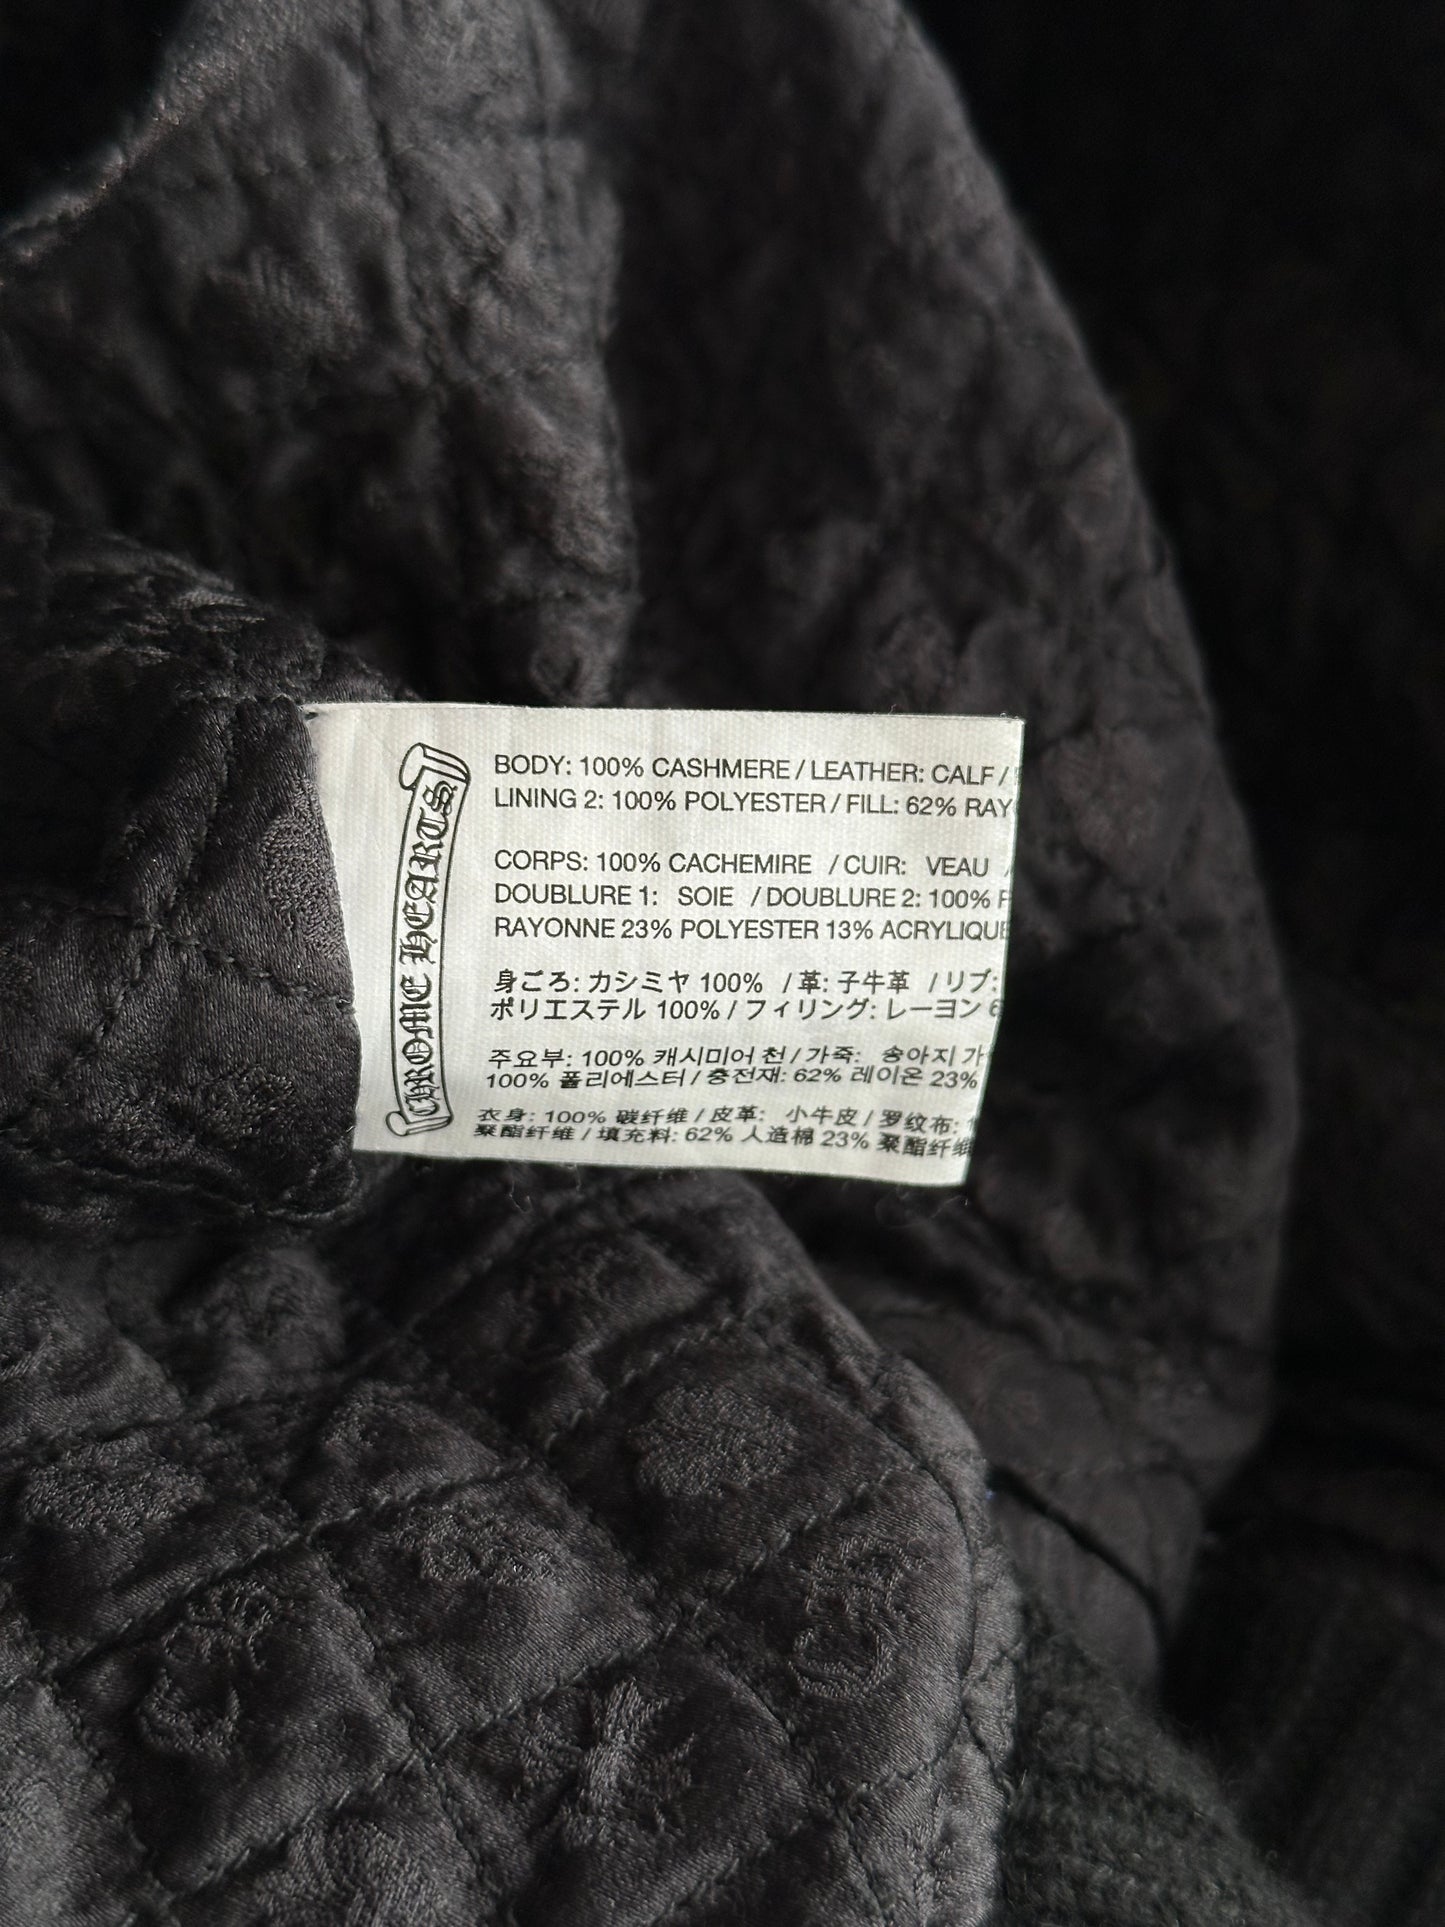 CHROME HEARTS
BODY: 100% CASHMERE / LEATHER: CALF /
LINING 2: 100% POLYESTER / FILL: 62% RAY
CORPS: 100% CACHEMIRE / CUIR: VEAU /
DOUBLURE 1: SOIE / DOUBLURE 2: 100% P
RAYONNE 23% POLYESTER 13% ACRYLIQUE
身ごろ: カシミヤ 100% / 革: 子牛革 / リブ:
ポリエステル 100% / フィリング: レーヨン 6
주요부: 100% 캐시미어 천 / 가죽: 송아지 가
100% 폴리에스터 / 충전재: 62% 레이온 23%
衣身: 100% 碳纤维 / 皮革: 小牛皮 / 罗纹布: 1
聚酯纤维 / 填充料: 62% 人造棉 23% 聚酯纤维